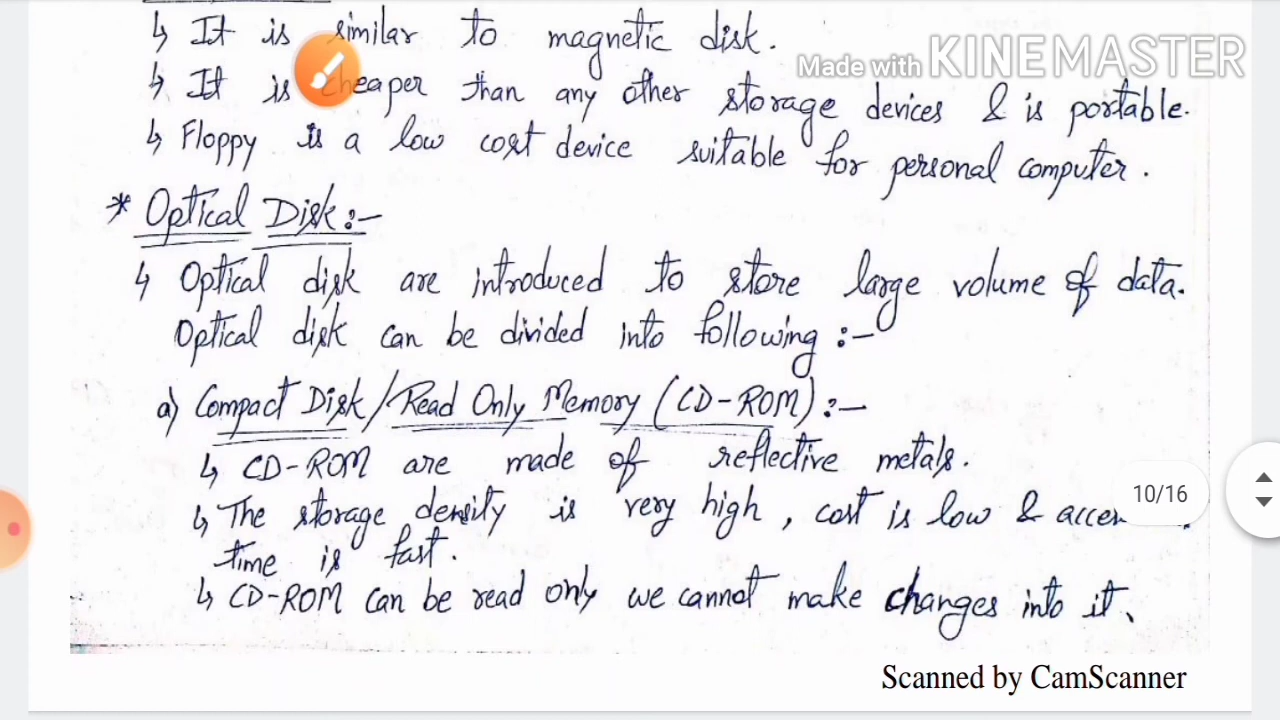 ↳ It is similar to magnetic disk.
Made with KINEMASTER
↳ It is cheaper than any other storage devices & is portable.
↳ Floppy is a low cost device suitable for personal computer.
* Optical Disk:-
↳ Optical disk are introduced to store large volume of data.
Optical disk can be divided into following :-
a) Compact Disk/Read Only Memory (CD-ROM) :-
↳ CD-ROM are made of reflective metals.
10/16
↳ The storage density is very high, cost is low &
time is fast.
↳ CD-ROM can be read only we cannot make changes into it.
Scanned by CamScanner